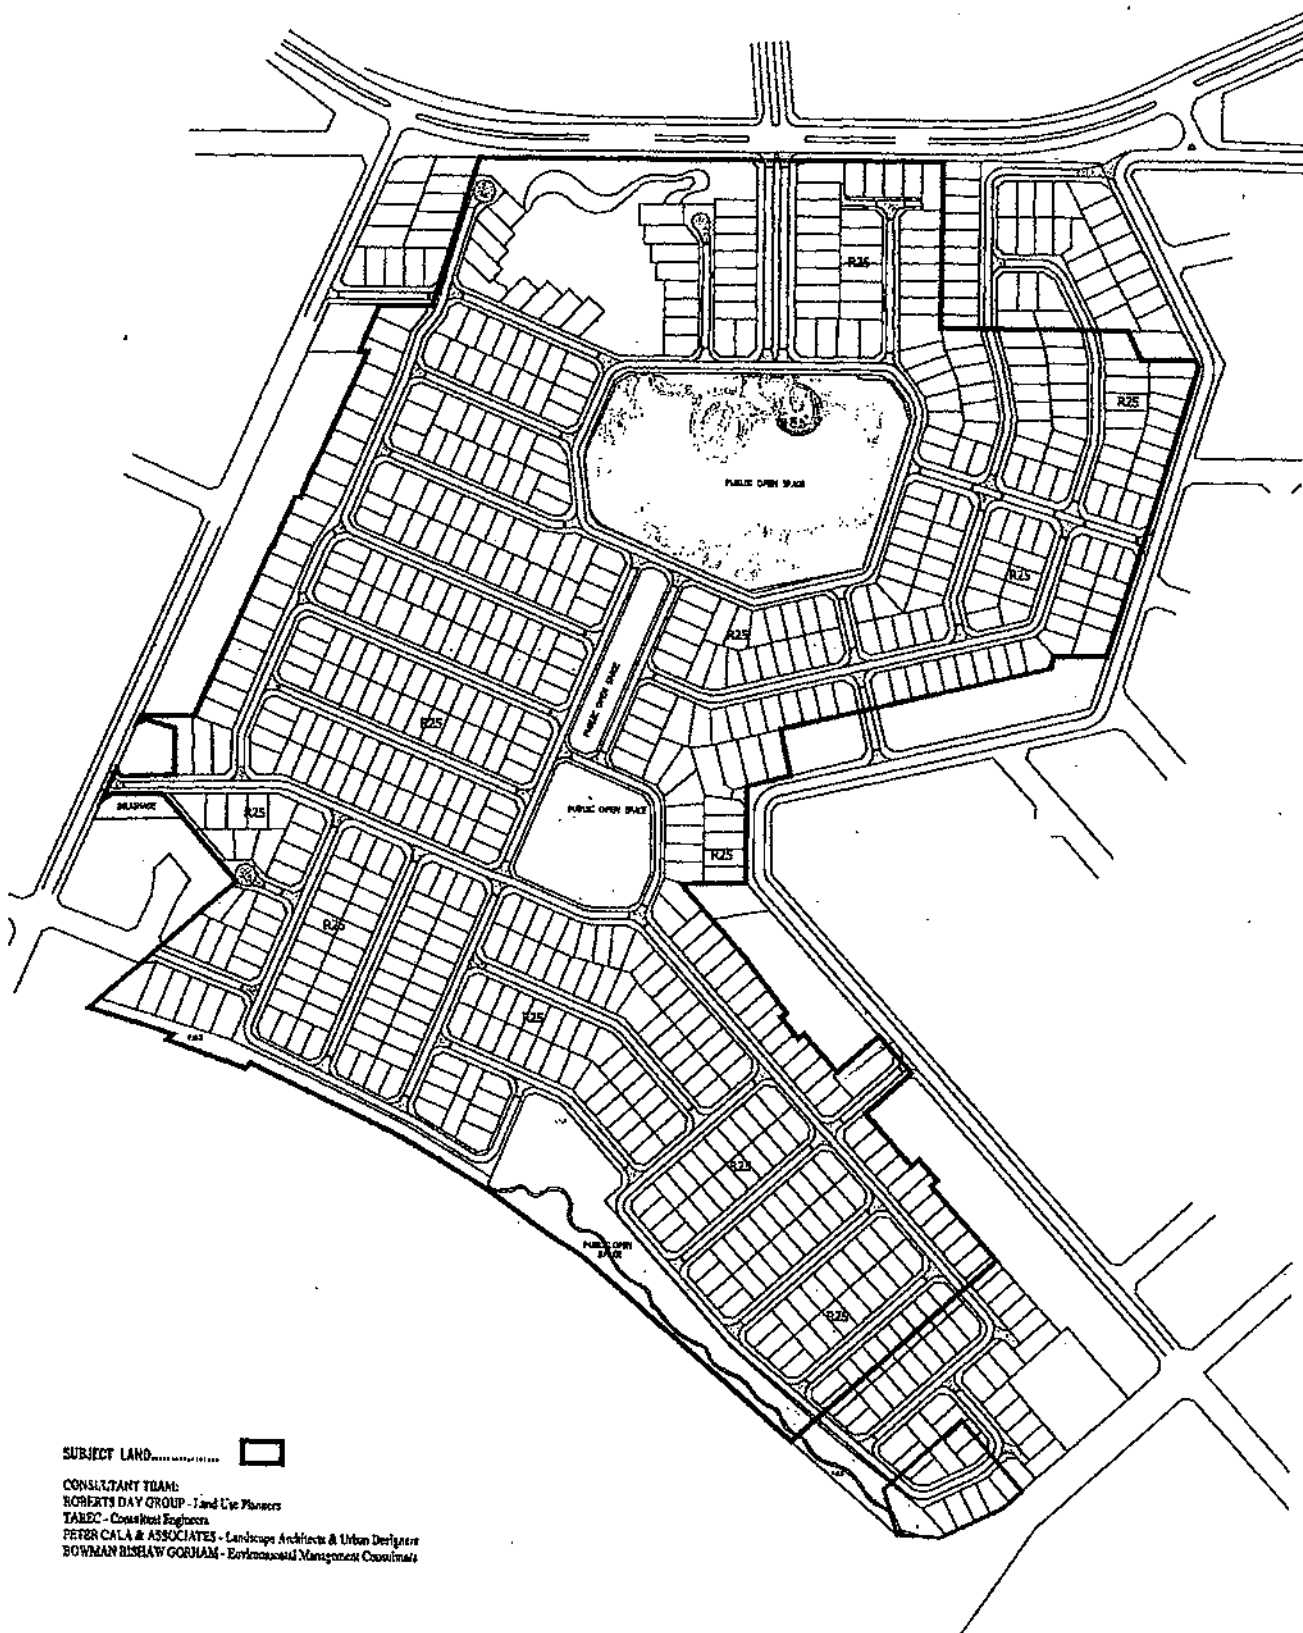 R25
R25
PUBLIC OPEN SPACE
R25
R25
PUBLIC OPEN SPACE
R25
PUBLIC OPEN SPACE
DRAINAGE
R25
R25
R25
R25
R25
PUBLIC OPEN
SPACE
R25
SUBJECT LAND
CONSULTANT TEAM:
ROBERTS DAY GROUP - Land Use Planners
TAREC - Consultant Engineers
PETER CALA & ASSOCIATES - Landscape Architects & Urban Designers
BOWMAN BISHAW GORHAM - Environmental Management Consultants